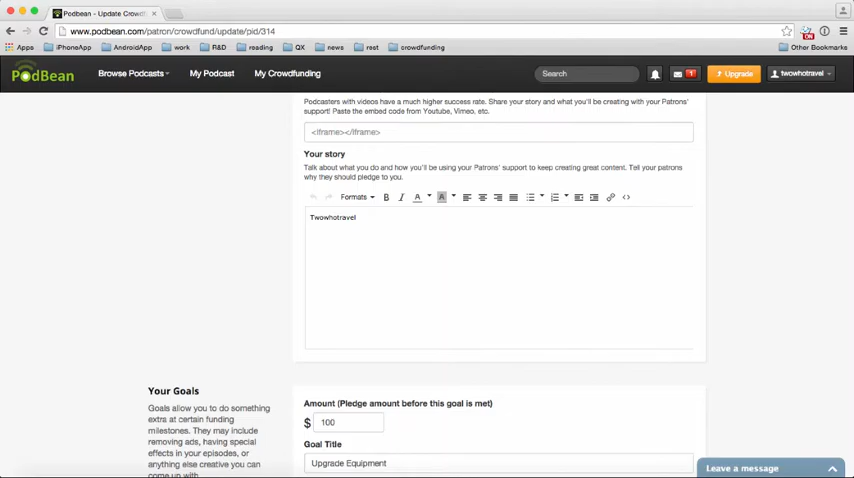 Podbean - Update Crowdf
www.podbean.com/patron/crowdfund/update/pid/314
Apps iPhoneApp AndroidApp work R&D reading QX news rost crowdfunding Other Bookmarks
PodBean Browse Podcasts My Podcast My Crowdfunding Search 1 Upgrade twowhotravel
Podcasters with videos have a much higher success rate. Share your story and what you'll be creating with your Patrons'
support! Paste the embed code from Youtube, Vimeo, etc.
<iframe></iframe>
Your story
Talk about what you do and how you'll be using your Patrons' support to keep creating great content. Tell your patrons
why they should pledge to you.
Formats B I A A
Twowhotravel
Your Goals
Goals allow you to do something
extra at certain funding
milestones. They may include
removing ads, having special
effects in your episodes, or
anything else creative you can
come up with.
Amount (Pledge amount before this goal is met)
$ 100
Goal Title
Upgrade Equipment
Leave a message